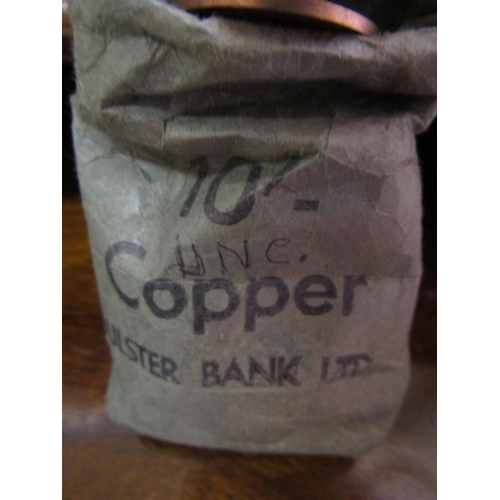 10/-
UNC.
Copper
ULSTER BANK LTD